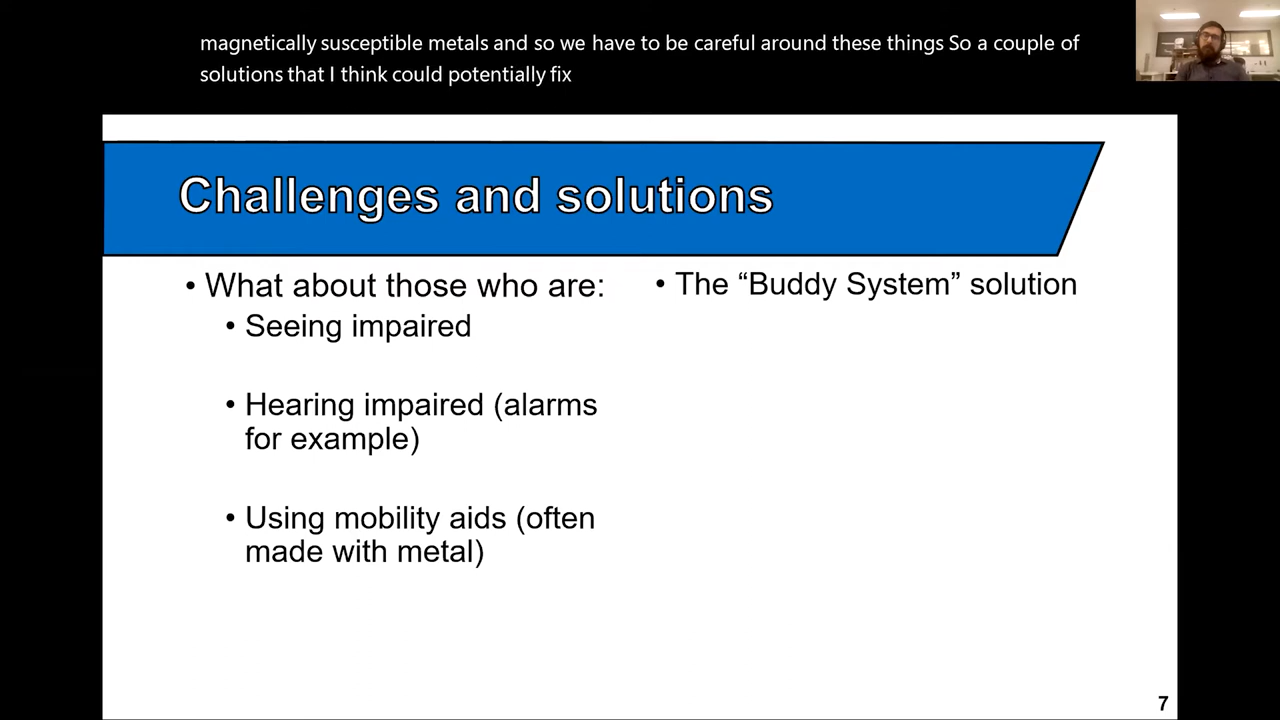 magnetically susceptible metals and so we have to be careful around these things So a couple of
solutions that I think could potentially fix
Challenges and solutions
• What about those who are:
• Seeing impaired
• Hearing impaired (alarms
for example)
• Using mobility aids (often
made with metal)
• The “Buddy System” solution
7